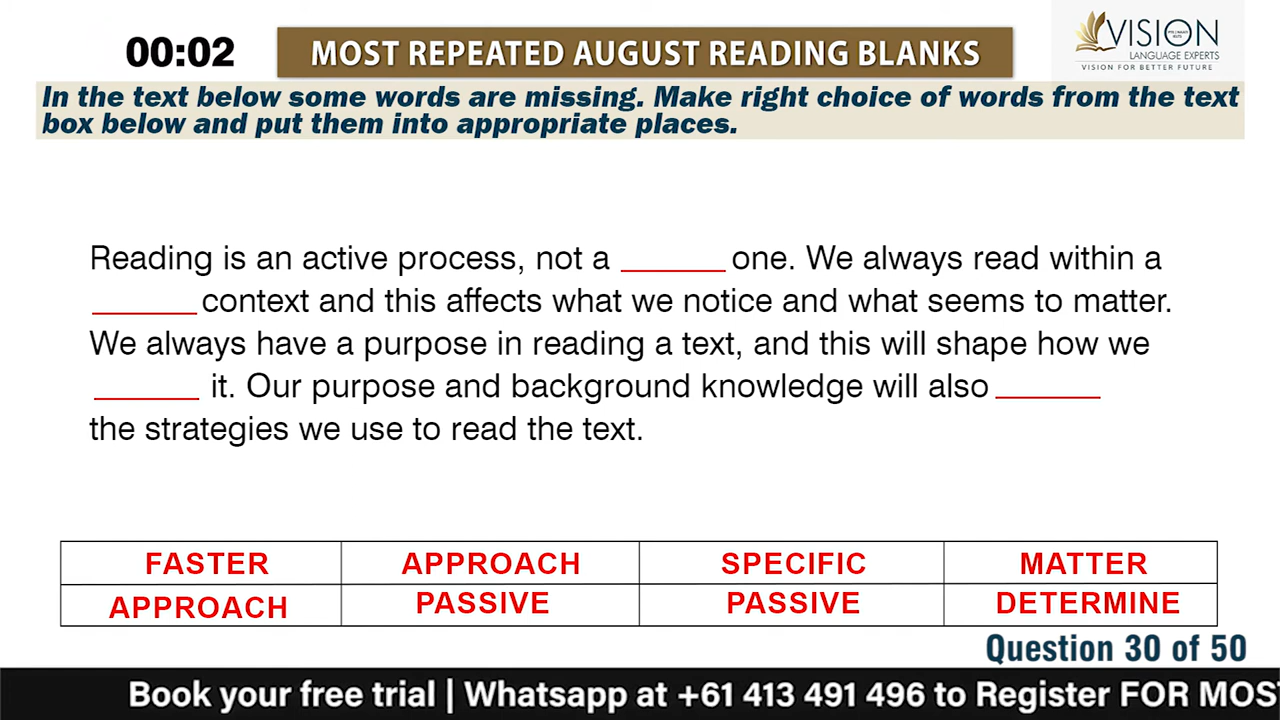 00:02
MOST REPEATED AUGUST READING BLANKS
VISION
LANGUAGE EXPERTS
VISION FOR BETTER FUTURE
In the text below some words are missing. Make right choice of words from the text
box below and put them into appropriate places.
Reading is an active process, not a ______ one. We always read within a
______ context and this affects what we notice and what seems to matter.
We always have a purpose in reading a text, and this will shape how we
______ it. Our purpose and background knowledge will also ______
the strategies we use to read the text.
FASTER APPROACH SPECIFIC MATTER
APPROACH PASSIVE PASSIVE DETERMINE
Question 30 of 50
Book your free trial | Whatsapp at +61 413 491 496 to Register FOR MOS